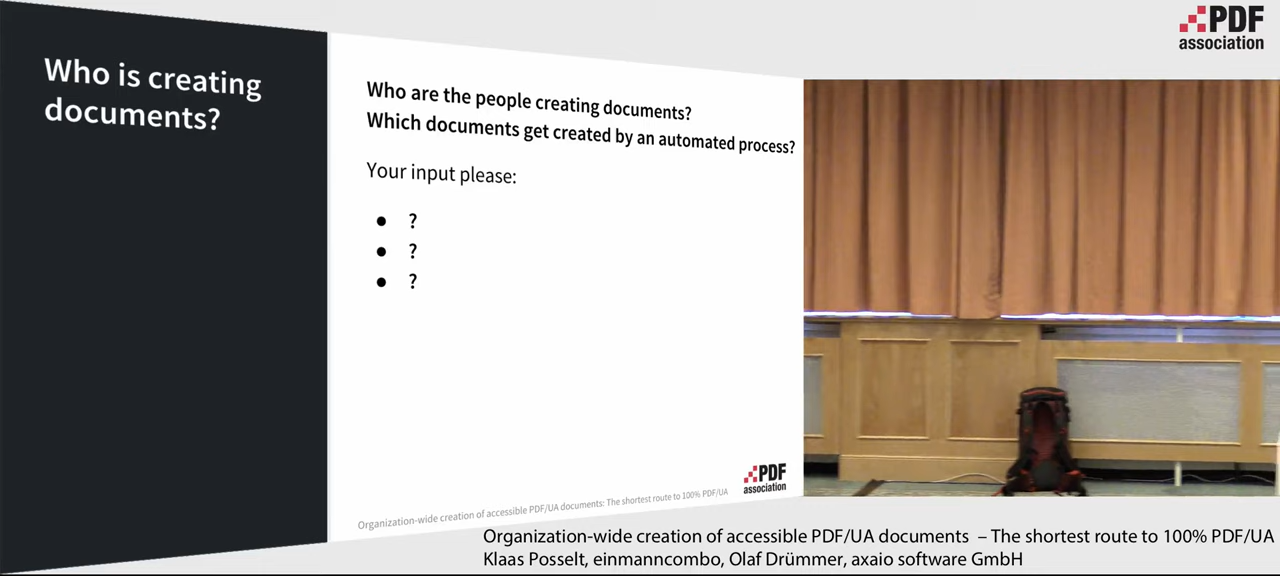 PDF
association
Who is creating
documents?
Who are the people creating documents?
Which documents get created by an automated process?
Your input please:
● ?
● ?
● ?
PDF
association
Organization-wide creation of accessible PDF/UA documents: The shortest route to 100% PDF/UA
Organization-wide creation of accessible PDF/UA documents – The shortest route to 100% PDF/UA
Klaas Posselt, einmanncombo, Olaf Drümmer, axaio software GmbH